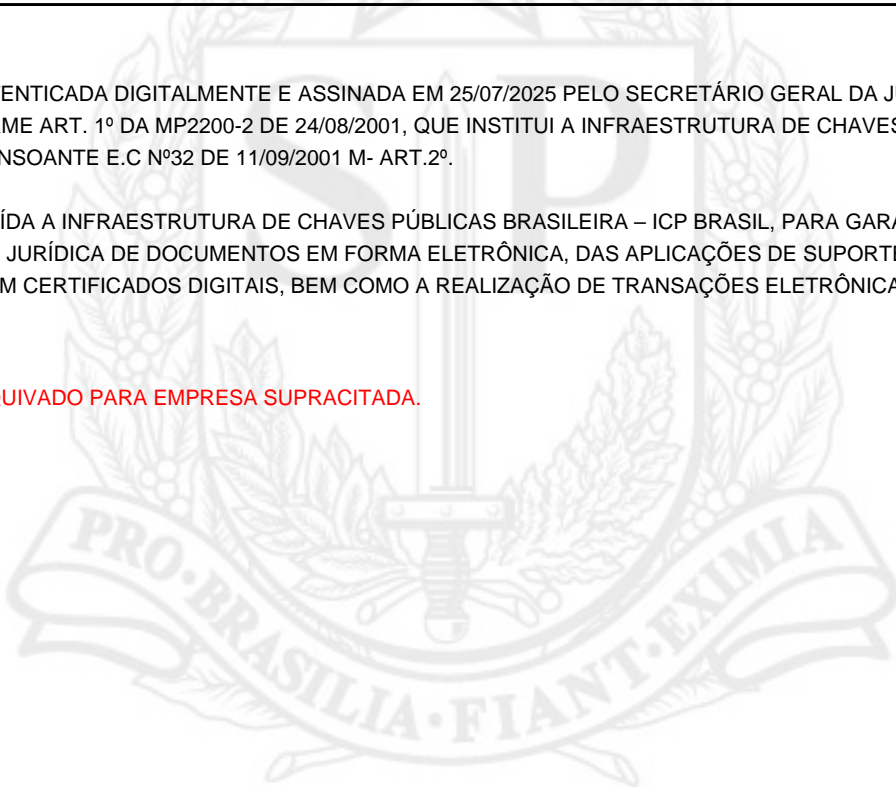 ENTICADA DIGITALMENTE E ASSINADA EM 25/07/2025 PELO SECRETÁRIO GERAL DA J
ME ART. 1º DA MP2200-2 DE 24/08/2001, QUE INSTITUI A INFRAESTRUTURA DE CHAVES
NSOANTE E.C Nº32 DE 11/09/2001 M- ART.2º.
ÍDA A INFRAESTRUTURA DE CHAVES PÚBLICAS BRASILEIRA – ICP BRASIL, PARA GARA
JURÍDICA DE DOCUMENTOS EM FORMA ELETRÔNICA, DAS APLICAÇÕES DE SUPORTE
M CERTIFICADOS DIGITAIS, BEM COMO A REALIZAÇÃO DE TRANSAÇÕES ELETRÔNICA
UIVADO PARA EMPRESA SUPRACITADA.
SP
PRO·BRASILIA·FIANT·EXIMIA